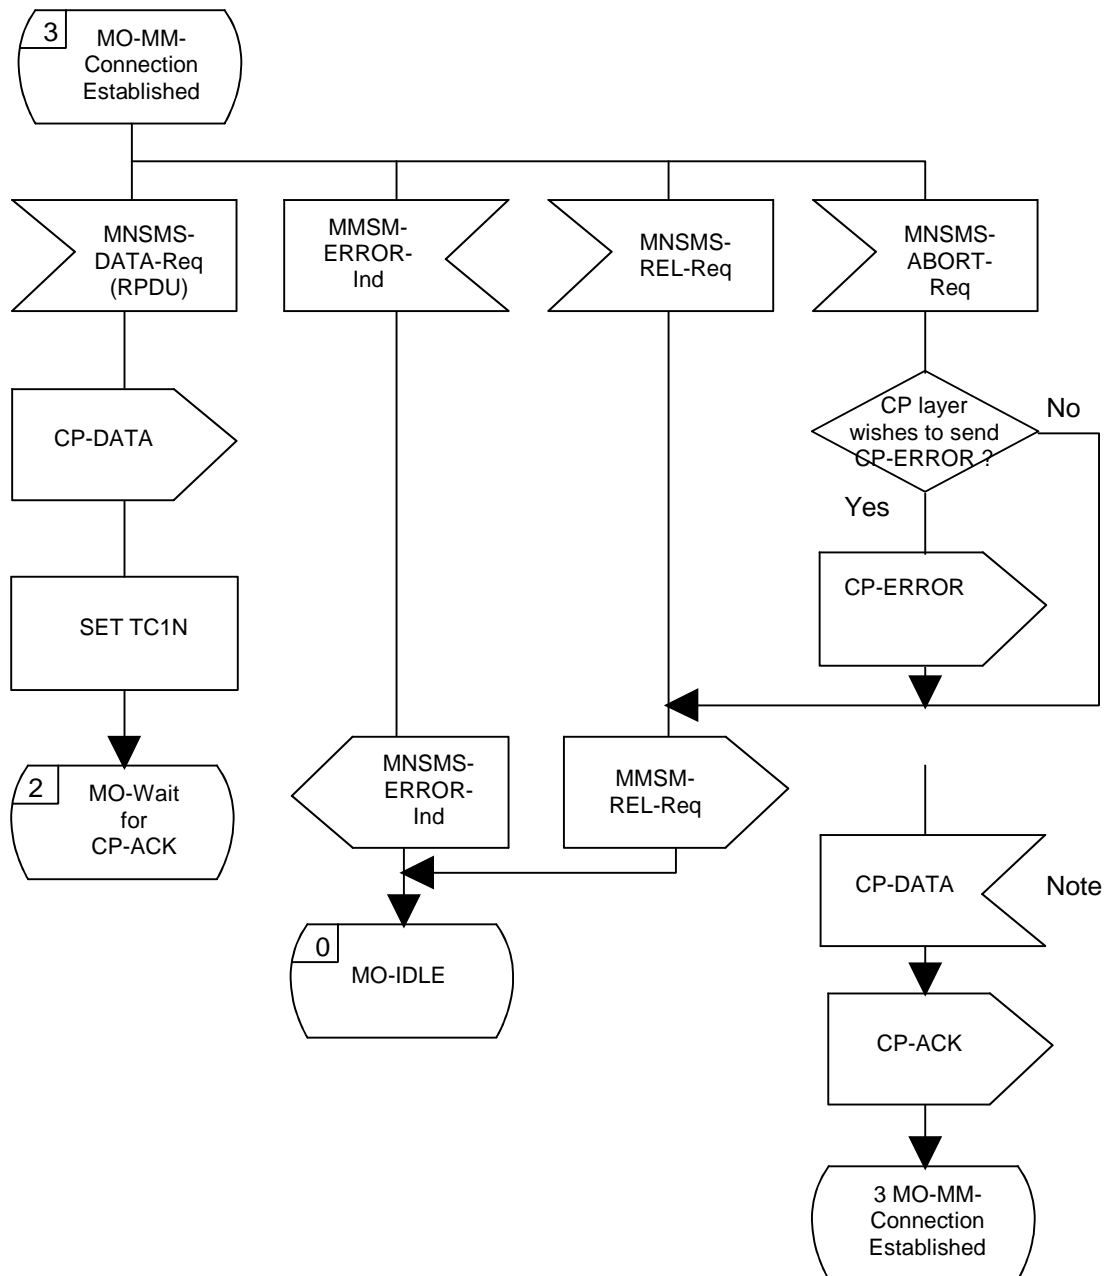 3
MO-MM-
Connection
Established
MNSMS-
DATA-Req
(RPDU)
MMSM-
ERROR-
Ind
MNSMS-
REL-Req
MNSMS-
ABORT-
Req
CP-DATA
CP layer
wishes to send
CP-ERROR ?
No
Yes
SET TC1N
CP-ERROR
2
MO-Wait
for
CP-ACK
MNSMS-
ERROR-
Ind
MMSM-
REL-Req
CP-DATA
Note
0
MO-IDLE
CP-ACK
3 MO-MM-
Connection
Established